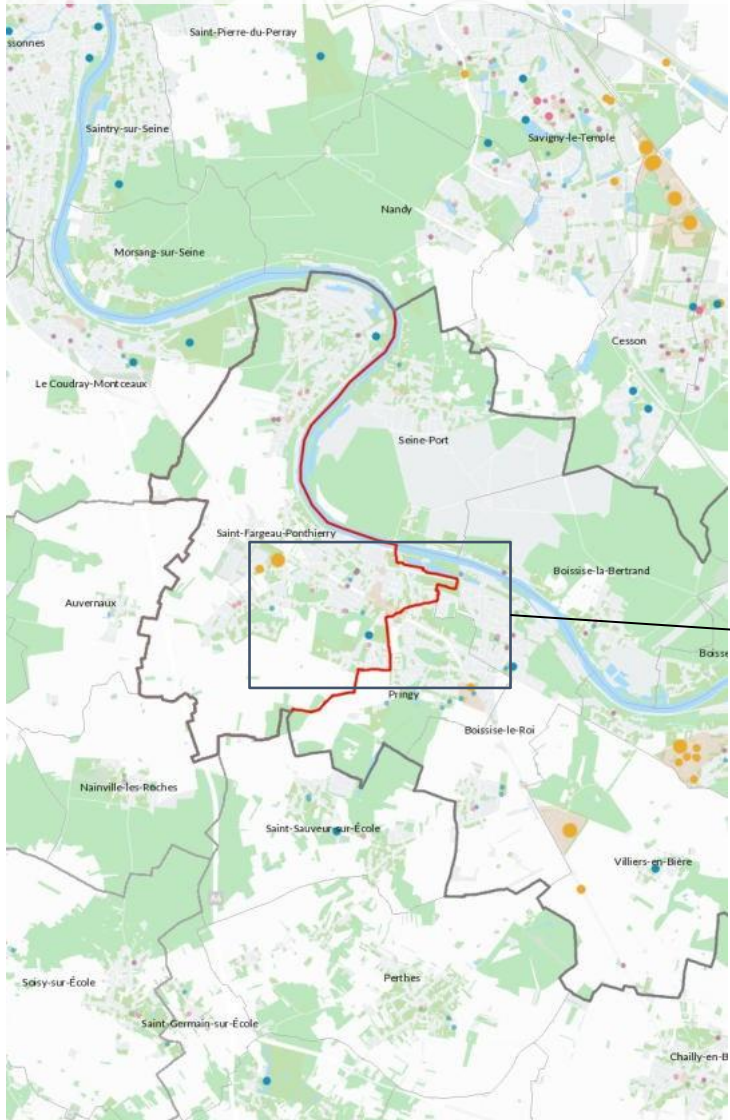 Saint-Pierre-du-Perray
ssonnes
Saintry-sur-Seine
Savigny-le-Temple
Nandy
Morsang-sur-Seine
Cesson
Le Coudray-Montceaux
Seine-Port
Saint-Fargeau-Ponthierry
Boissise-la-Bertrand
Auvernaux
Boisse
Pringy
Boissise-le-Roi
Nainville-les-Roches
Saint-Sauveur-sur-École
Villiers-en-Bière
Soisy-sur-École
Perthes
Saint-Germain-sur-École
Chailly-en-B